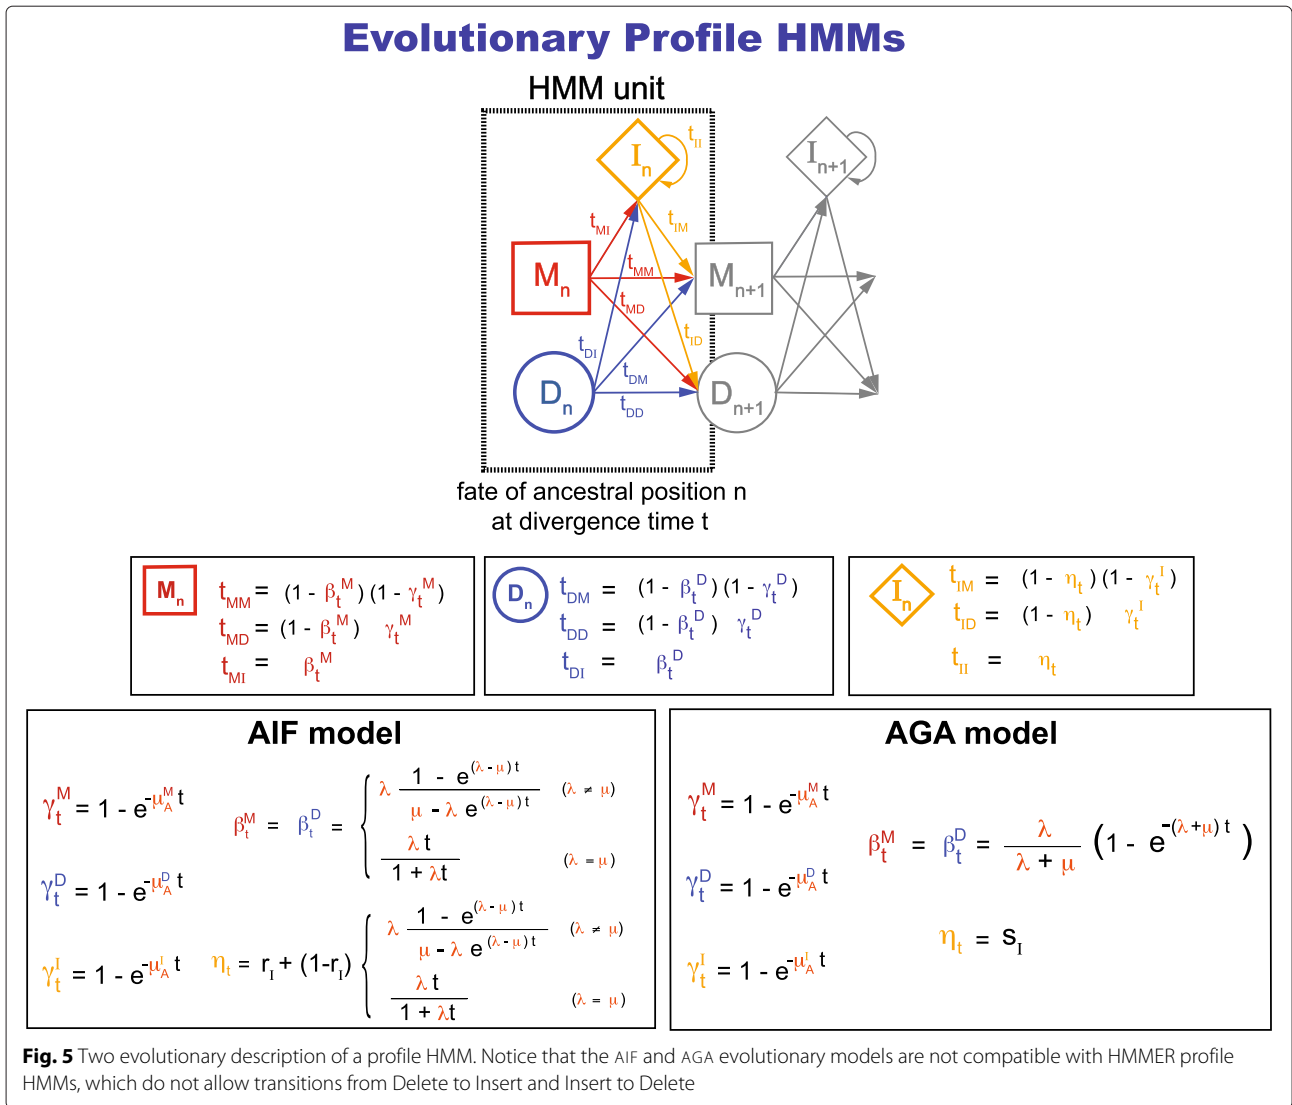 Evolutionary Profile HMMs
HMM unit
I_n
t_II
I_n+1
t_MI
t_IM
M_n
t_MM
M_n+1
t_MD
t_ID
t_DI
D_n
t_DM
D_n+1
t_DD
fate of ancestral position n
at divergence time t
M_n
t_MM = (1 - β_t^M) (1 - γ_t^M)
t_MD = (1 - β_t^M) γ_t^M
t_MI = β_t^M
D_n
t_DM = (1 - β_t^D) (1 - γ_t^D)
t_DD = (1 - β_t^D) γ_t^D
t_DI = β_t^D
I_n
t_IM = (1 - η_t) (1 - γ_t^I)
t_ID = (1 - η_t) γ_t^I
t_II = η_t
AIF model
γ_t^M = 1 - e^{-μ_A^M t}
β_t^M = β_t^D = { λ (1 - e^{(λ - μ) t}) / (μ - λ e^{(λ - μ) t}) (λ ≠ μ)
λ t / (1 + λt) (λ = μ)
γ_t^D = 1 - e^{-μ_A^D t}
γ_t^I = 1 - e^{-μ_A^I t}
η_t = r_I + (1-r_I) { λ (1 - e^{(λ - μ) t}) / (μ - λ e^{(λ - μ) t}) (λ ≠ μ)
λ t / (1 + λt) (λ = μ)
AGA model
γ_t^M = 1 - e^{-μ_A^M t}
β_t^M = β_t^D = λ / (λ + μ) (1 - e^{-(λ+μ) t})
γ_t^D = 1 - e^{-μ_A^D t}
η_t = s_I
γ_t^I = 1 - e^{-μ_A^I t}
Fig. 5 Two evolutionary description of a profile HMM. Notice that the AIF and AGA evolutionary models are not compatible with HMMER profile
HMMs, which do not allow transitions from Delete to Insert and Insert to Delete